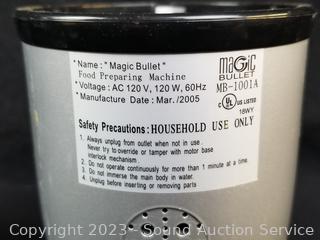 * Name: "Magic Bullet"
Food Preparing Machine
* Voltage: AC 120 V, 120 W, 60Hz
* Manufacture Date: Mar./2005
MAGIC
BULLET
MB-1001A
c UL US LISTED
18WY
Safety Precautions: HOUSEHOLD USE ONLY
1. Always unplug from outlet when not in use.
Never try to override or tamper with motor base
interlock mechanism.
2. Do not operate continuously for more than 1 minute at a time.
3. Do not immerse the main body in water.
4. Unplug before inserting or removing parts
Copyright 2023 - Sound Auction Service